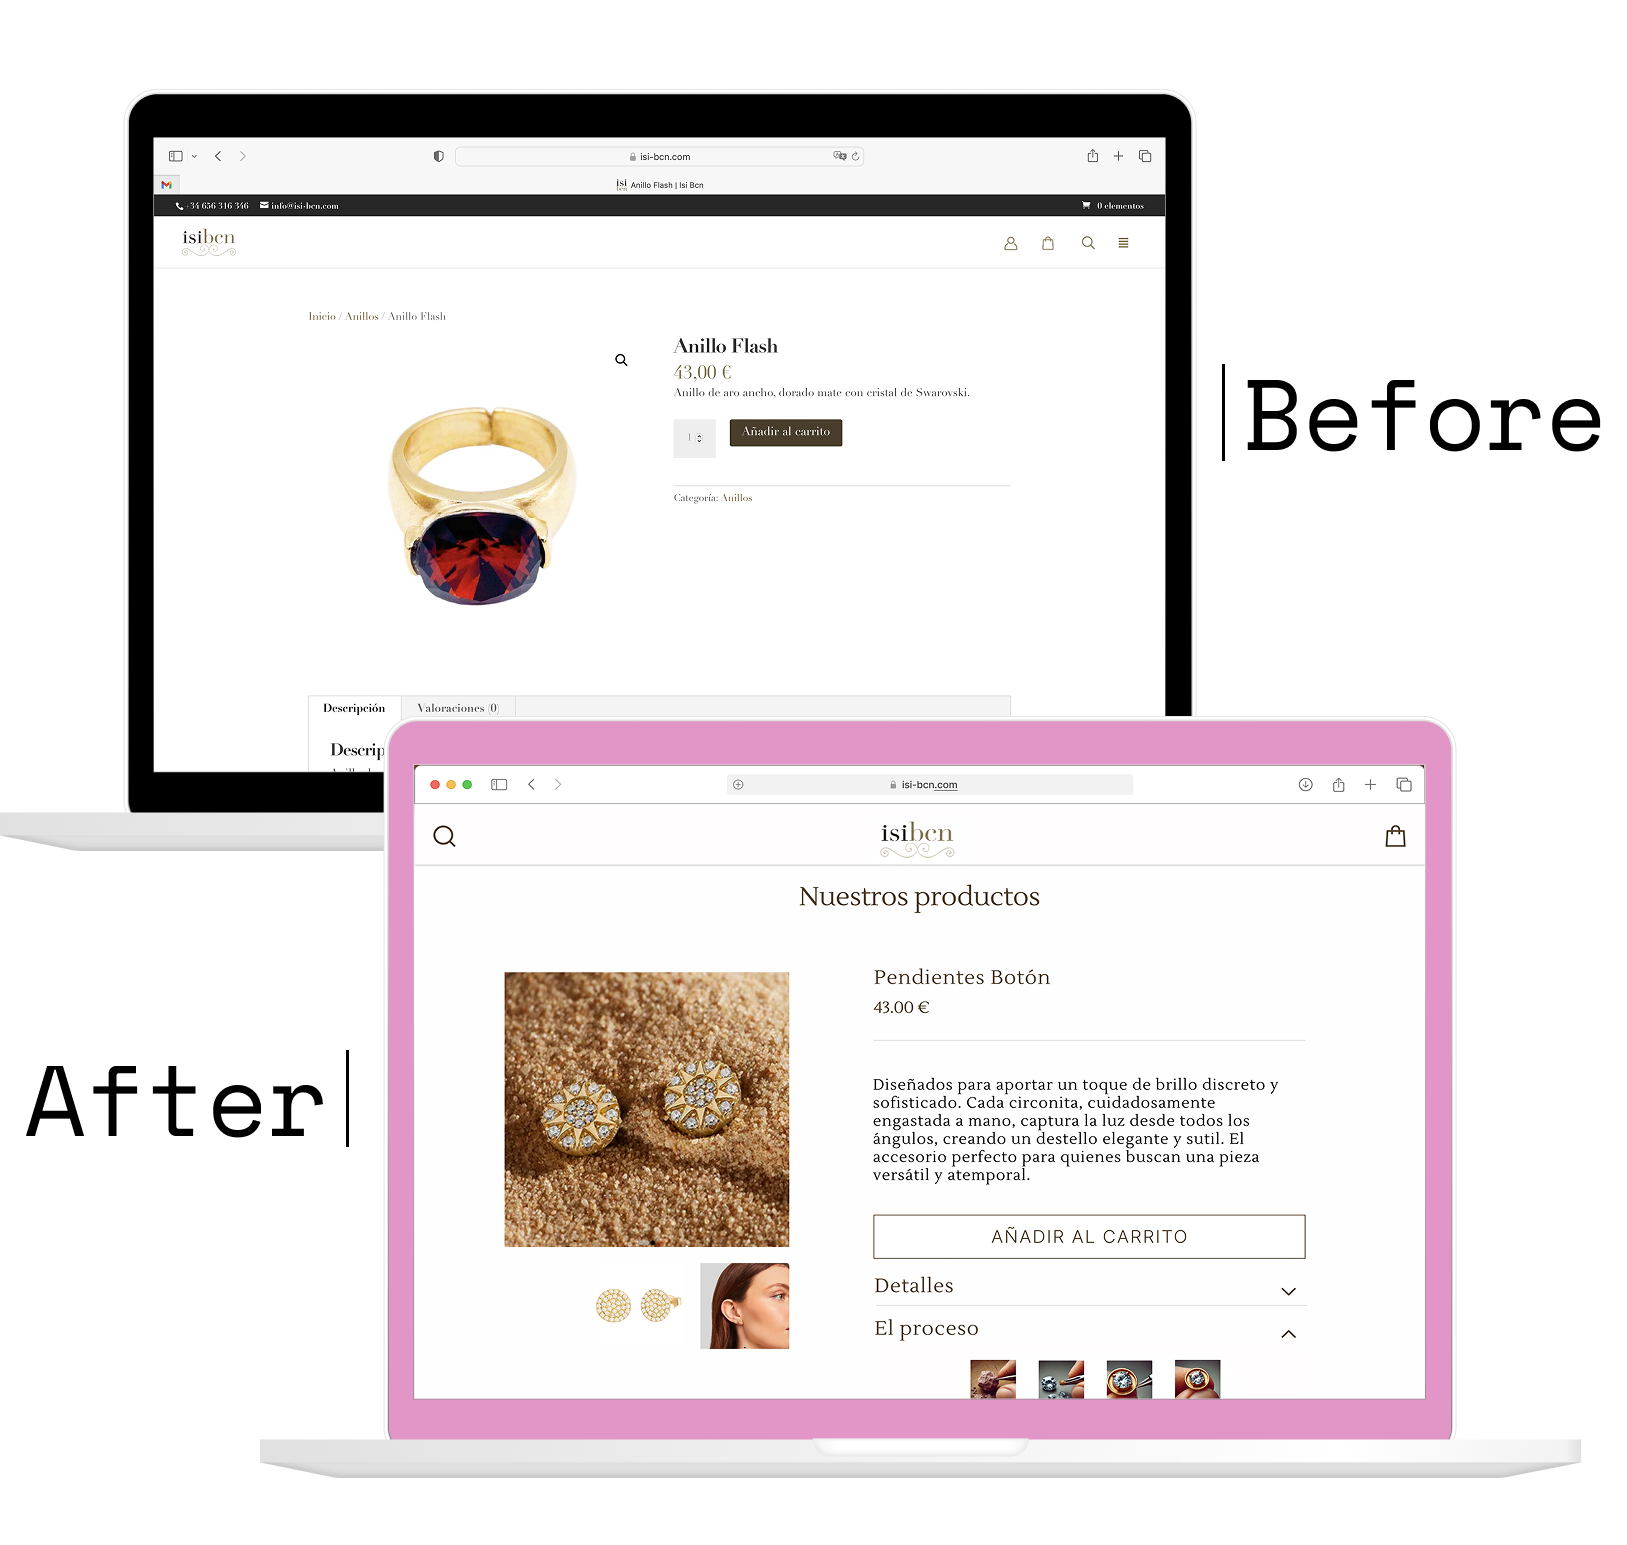 isi-bcn.com
isi bcn Anillo Flash | Isi Bcn
+34 656 316 346 info@isi-bcn.com 0 elementos
isibcn
Inicio / Anillos / Anillo Flash
Anillo Flash
43,00 €
Anillo de aro ancho, dorado mate con cristal de Swarovski.
1 Añadir al carrito
Categoría: Anillos
Descripción Valoraciones (0)
Descrip
Before
After
isi-bcn.com
isibcn
Nuestros productos
Pendientes Botón
43.00 €
Diseñados para aportar un toque de brillo discreto y
sofisticado. Cada circonita, cuidadosamente
engastada a mano, captura la luz desde todos los
ángulos, creando un destello elegante y sutil. El
accesorio perfecto para quienes buscan una pieza
versátil y atemporal.
AÑADIR AL CARRITO
Detalles
El proceso